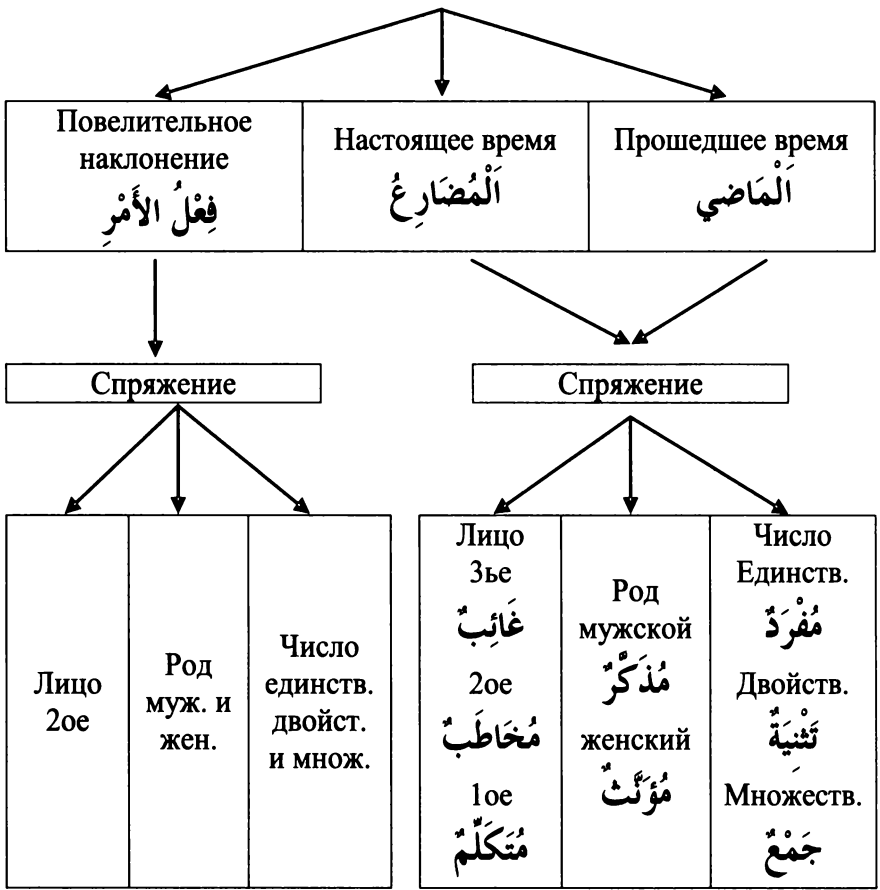 Повелительное
наклонение
فِعْلُ الأَمْرِ
Настоящее время
اَلْمُضَارِعُ
Прошедшее время
اَلْمَاضي
Спряжение
Спряжение
Лицо
2ое
Род
муж. и
жен.
Число
единств.
двойст.
и множ.
Лицо
3ье
غَائِبٌ
2ое
مُخَاطَبٌ
1ое
مُتَكَلِّمٌ
Род
мужской
مُذَكَّرٌ
женский
مُؤَنَّثٌ
Число
Единств.
مُفْرَدٌ
Двойств.
تَثْنِيَةٌ
Множеств.
جَمْعٌ